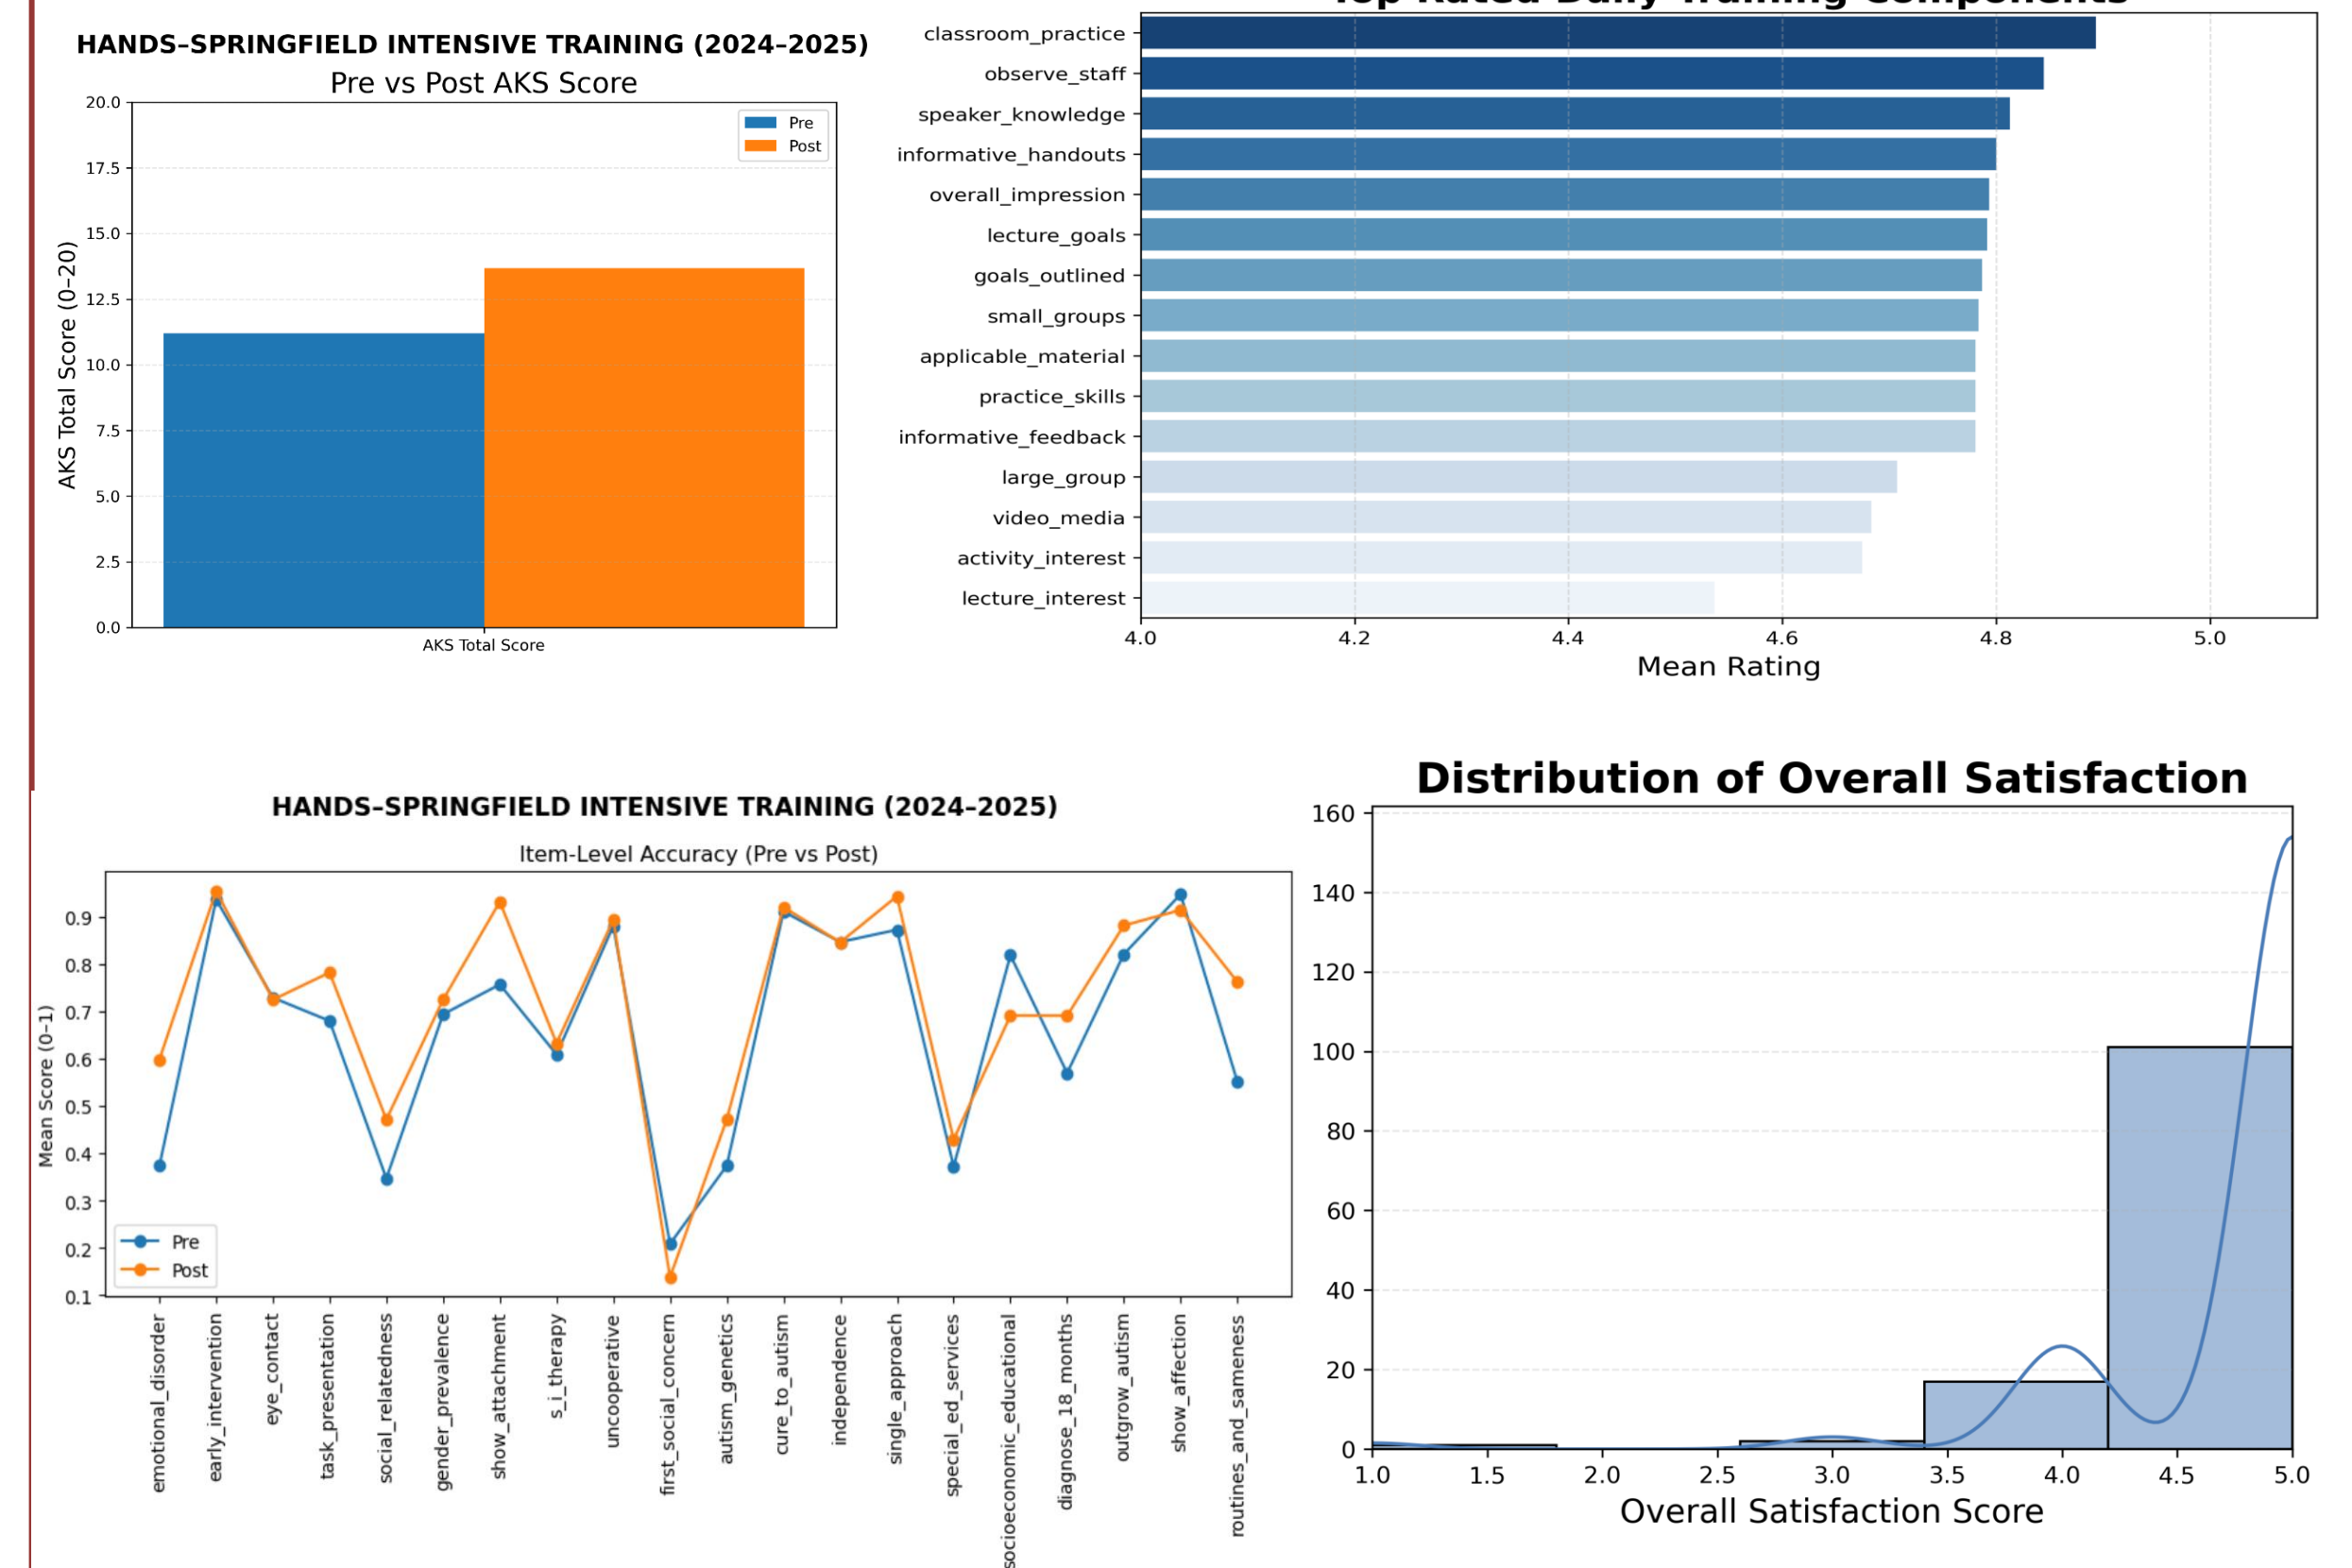 HANDS–SPRINGFIELD INTENSIVE TRAINING (2024–2025)
Pre vs Post AKS Score
20.0
17.5
15.0
12.5
10.0
7.5
5.0
2.5
0.0
AKS Total Score (0–20)
Pre
Post
AKS Total Score
Top Rated Daily Training Components
classroom_practice
observe_staff
speaker_knowledge
informative_handouts
overall_impression
lecture_goals
goals_outlined
small_groups
applicable_material
practice_skills
informative_feedback
large_group
video_media
activity_interest
lecture_interest
4.0 4.2 4.4 4.6 4.8 5.0
Mean Rating
HANDS–SPRINGFIELD INTENSIVE TRAINING (2024–2025)
Item-Level Accuracy (Pre vs Post)
0.9
0.8
0.7
0.6
0.5
0.4
0.3
0.2
0.1
Mean Score (0–1)
Pre
Post
emotional_disorder
early_intervention
eye_contact
task_presentation
social_relatedness
gender_prevalence
show_attachment
s_i_therapy
uncooperative
first_social_concern
autism_genetics
cure_to_autism
independence
single_approach
special_ed_services
socioeconomic_educational
diagnose_18_months
outgrow_autism
show_affection
routines_and_sameness
Distribution of Overall Satisfaction
160
140
120
100
80
60
40
20
0
1.0 1.5 2.0 2.5 3.0 3.5 4.0 4.5 5.0
Overall Satisfaction Score